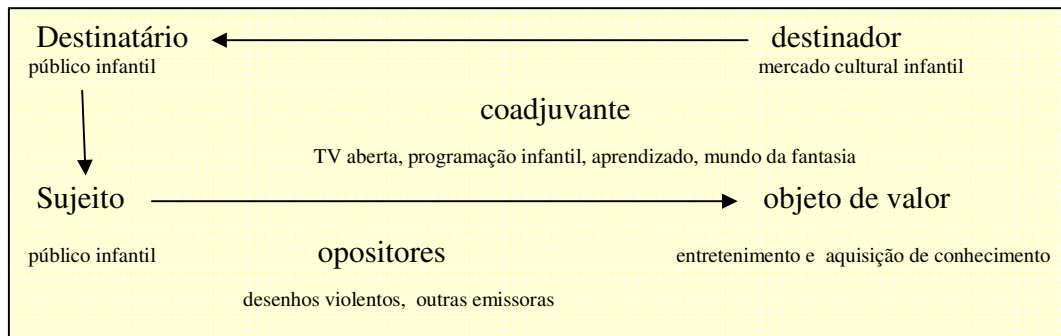 Destinatário destinador
público infantil mercado cultural infantil
coadjuvante
TV aberta, programação infantil, aprendizado, mundo da fantasia
Sujeito objeto de valor
público infantil opositores entretenimento e aquisição de conhecimento
desenhos violentos, outras emissoras